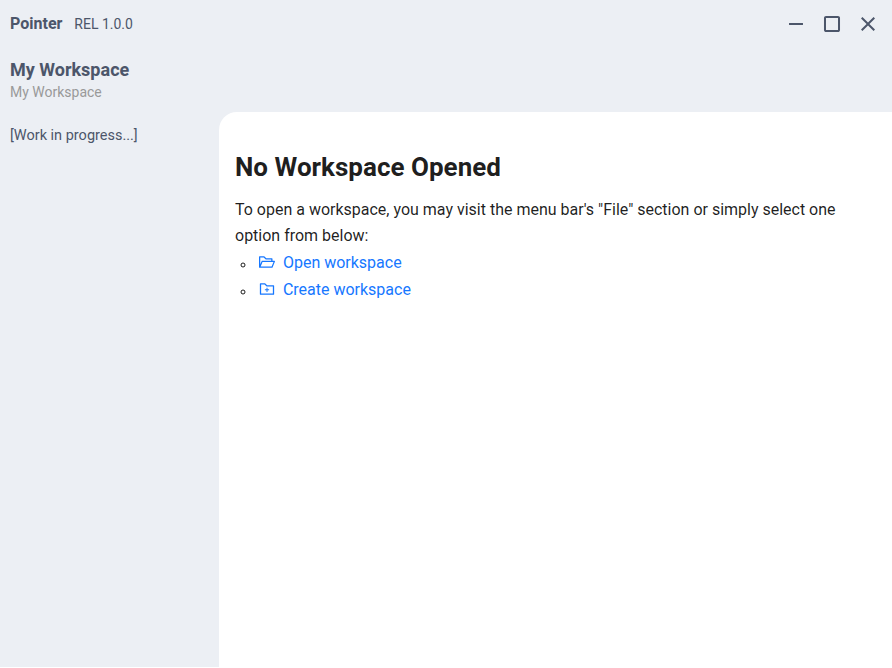 Pointer REL 1.0.0
My Workspace
My Workspace
[Work in progress...]
No Workspace Opened
To open a workspace, you may visit the menu bar's "File" section or simply select one
option from below:
Open workspace
Create workspace